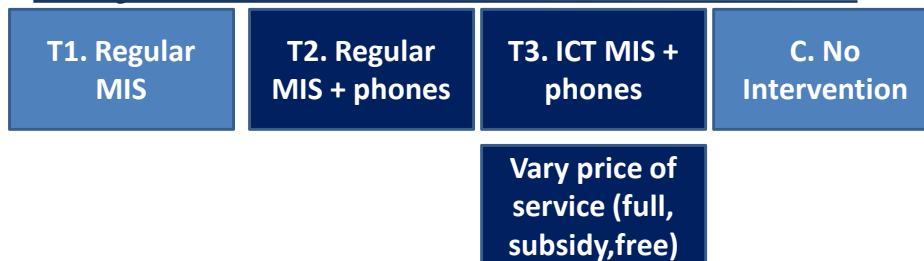 T1. Regular
MIS
T2. Regular
MIS + phones
T3. ICT MIS +
phones
C. No
Intervention
Vary price of
service (full,
subsidy,free)